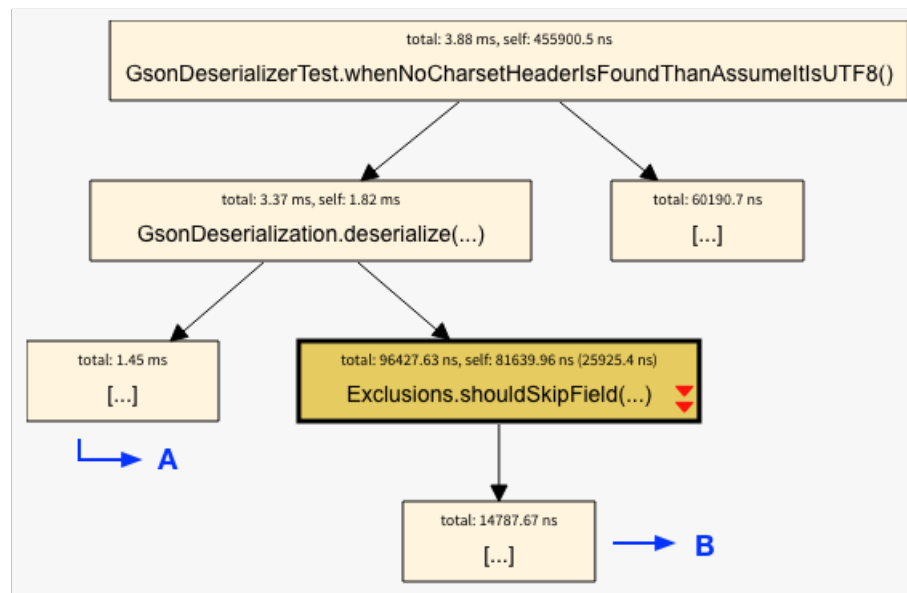 total: 3.88 ms, self: 455900.5 ns
GsonDeserializerTest.whenNoCharsetHeaderIsFoundThanAssumeItIsUTF8()
total: 3.37 ms, self: 1.82 ms
GsonDeserialization.deserialize(...)
total: 60190.7 ns
[...]
total: 1.45 ms
[...]
A
total: 96427.63 ns, self: 81639.96 ns (25925.4 ns)
Exclusions.shouldSkipField(...)
total: 14787.67 ns
[...]
B